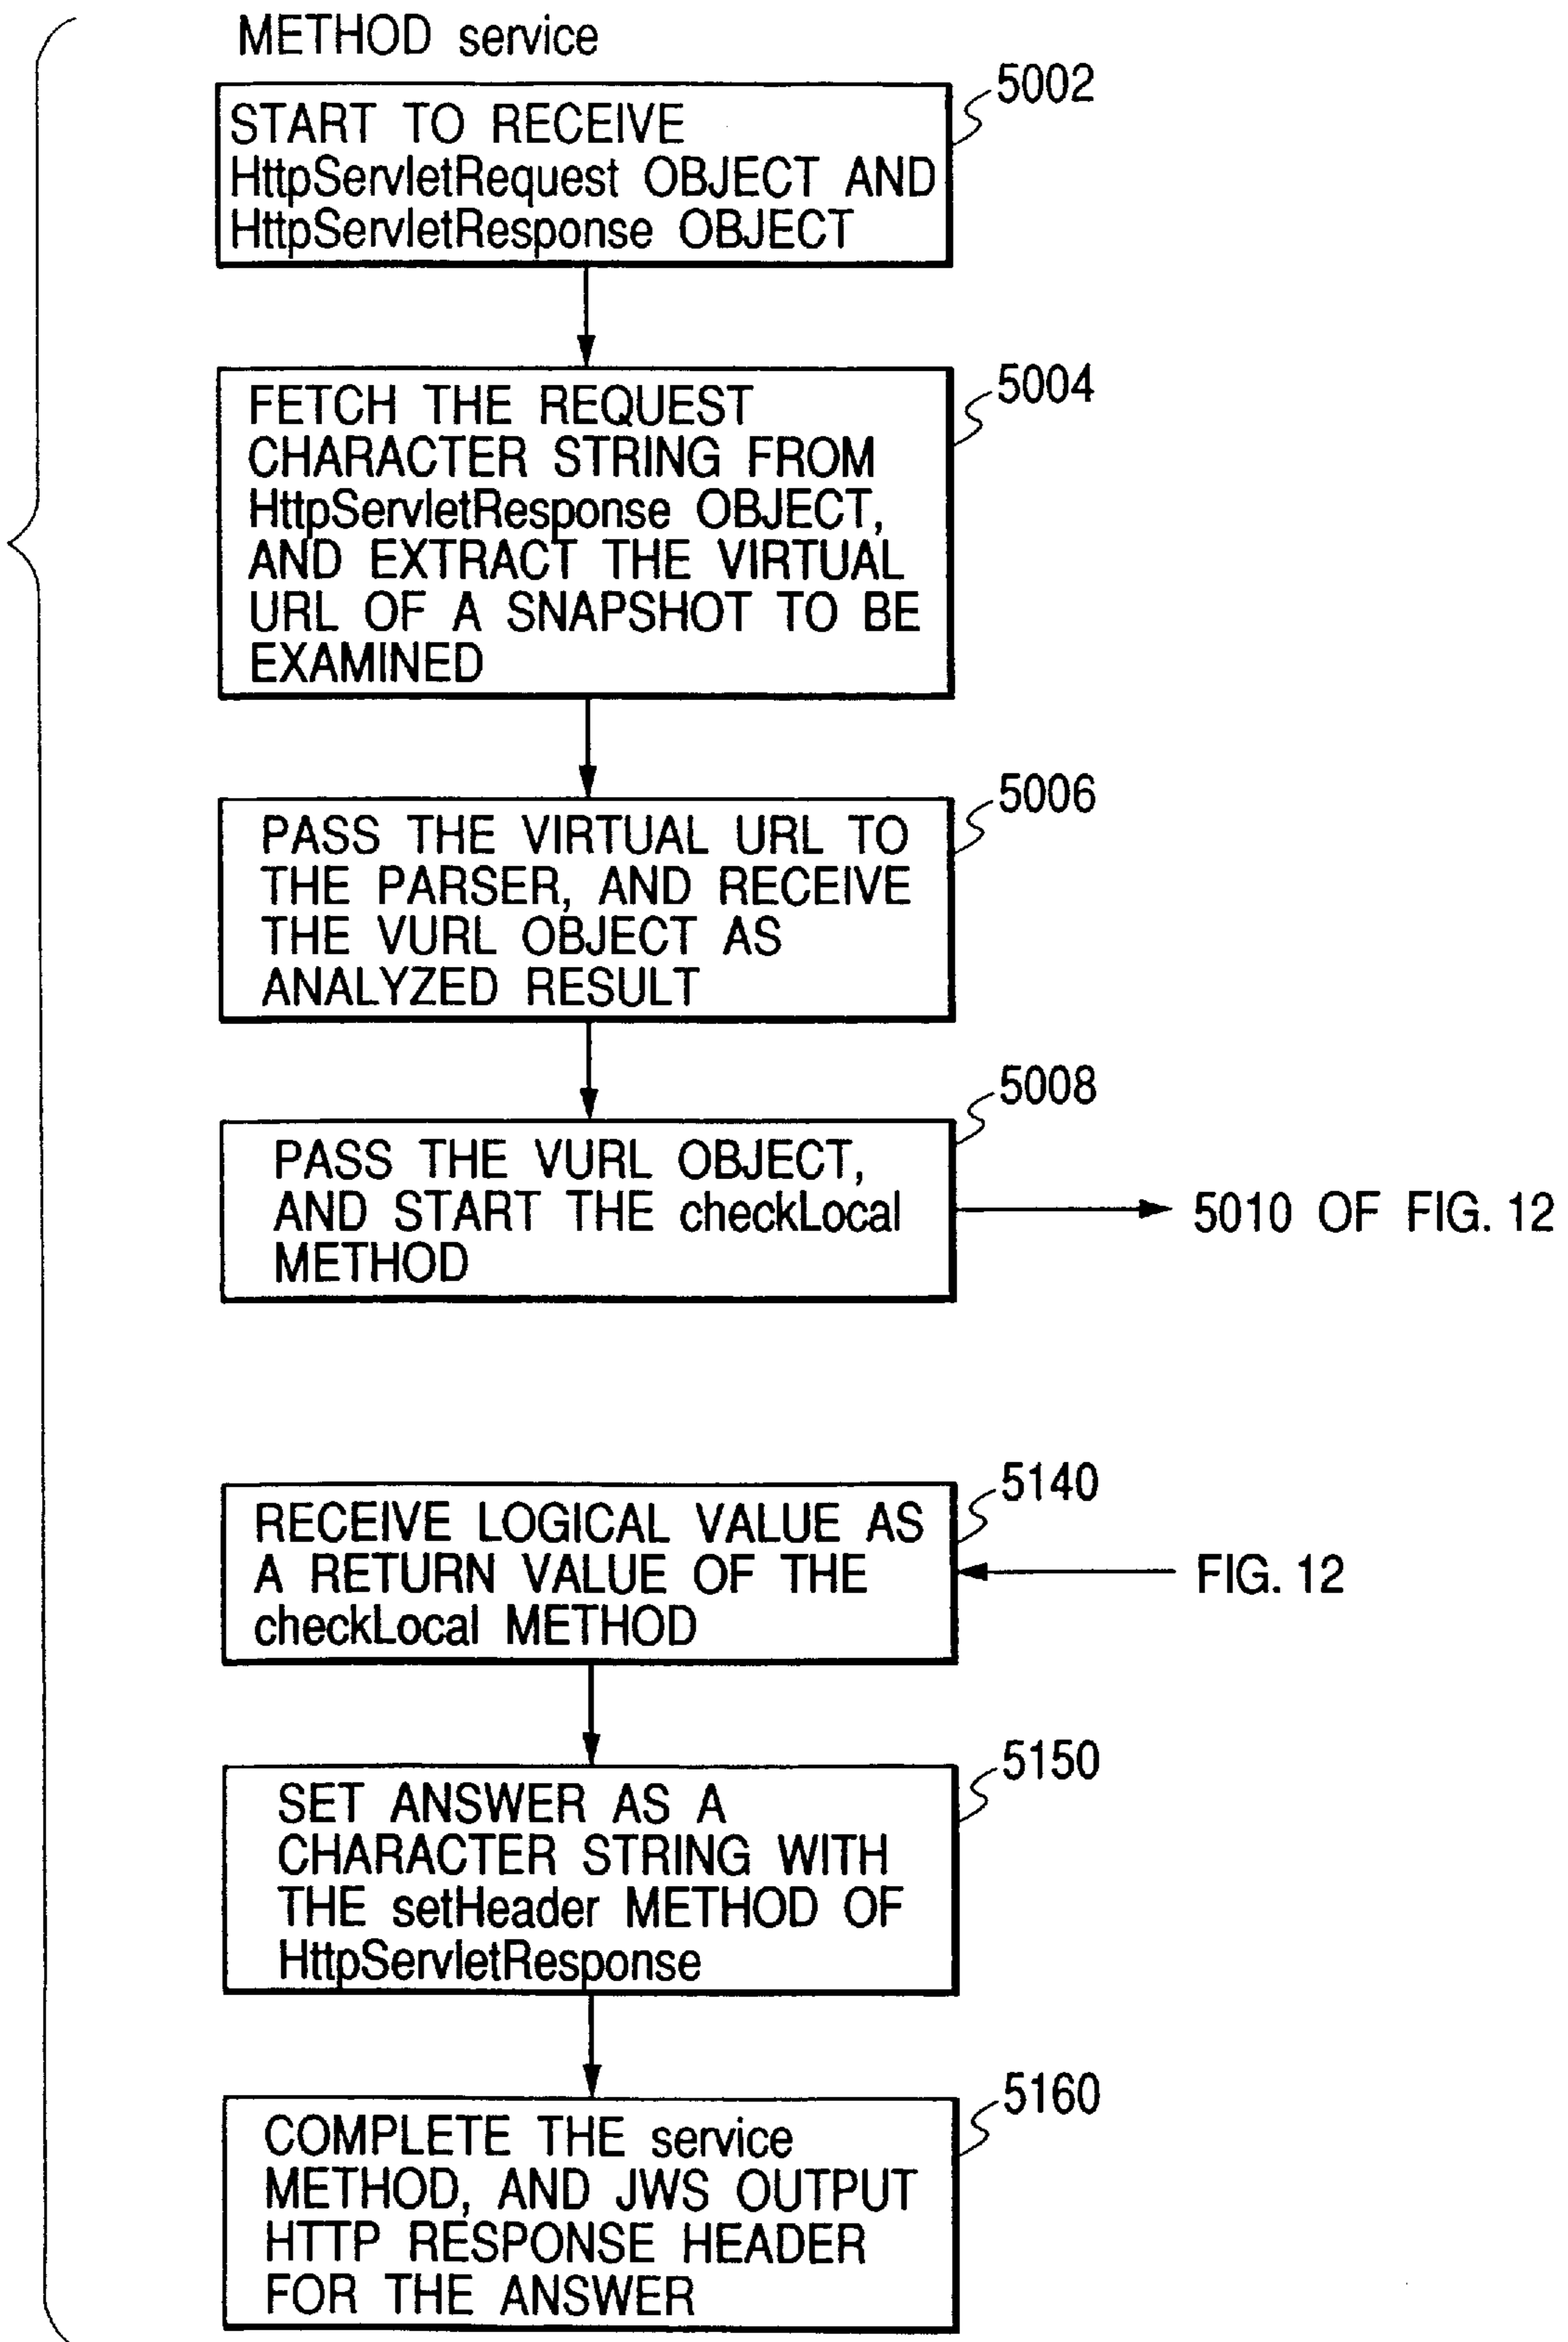 METHOD service
5002
START TO RECEIVE
HttpServletRequest OBJECT AND
HttpServletResponse OBJECT
5004
FETCH THE REQUEST
CHARACTER STRING FROM
HttpServletResponse OBJECT,
AND EXTRACT THE VIRTUAL
URL OF A SNAPSHOT TO BE
EXAMINED
5006
PASS THE VIRTUAL URL TO
THE PARSER, AND RECEIVE
THE VURL OBJECT AS
ANALYZED RESULT
5008
PASS THE VURL OBJECT,
AND START THE checkLocal
METHOD
5010 OF FIG. 12
5140
RECEIVE LOGICAL VALUE AS
A RETURN VALUE OF THE
checkLocal METHOD
FIG. 12
5150
SET ANSWER AS A
CHARACTER STRING WITH
THE setHeader METHOD OF
HttpServletResponse
5160
COMPLETE THE service
METHOD, AND JWS OUTPUT
HTTP RESPONSE HEADER
FOR THE ANSWER